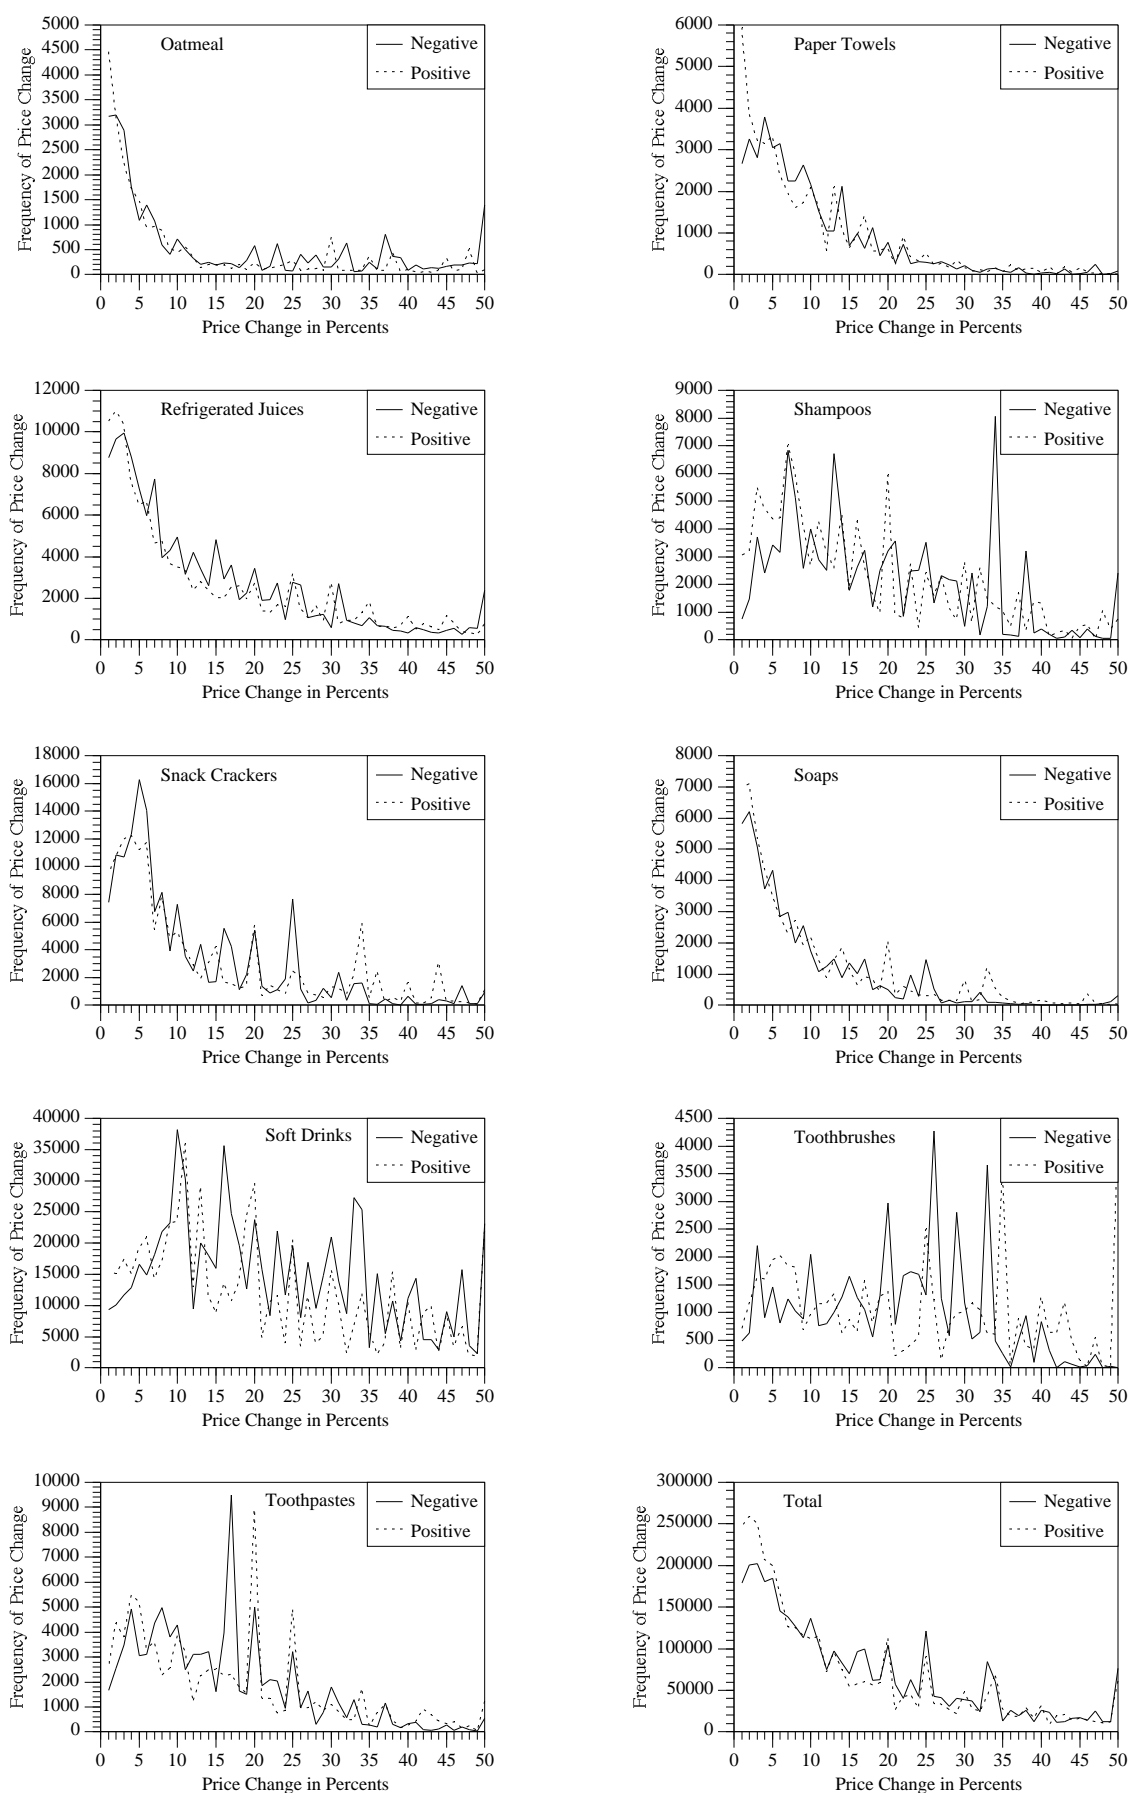 5000
4500
4000
3500
3000
2500
2000
1500
1000
500
0
Frequency of Price Change
Oatmeal
Negative
Positive
0 5 10 15 20 25 30 35 40 45 50
Price Change in Percents
6000
5000
4000
3000
2000
1000
0
Frequency of Price Change
Paper Towels
Negative
Positive
0 5 10 15 20 25 30 35 40 45 50
Price Change in Percents
12000
10000
8000
6000
4000
2000
0
Frequency of Price Change
Refrigerated Juices
Negative
Positive
0 5 10 15 20 25 30 35 40 45 50
Price Change in Percents
9000
8000
7000
6000
5000
4000
3000
2000
1000
0
Frequency of Price Change
Shampoos
Negative
Positive
0 5 10 15 20 25 30 35 40 45 50
Price Change in Percents
18000
16000
14000
12000
10000
8000
6000
4000
2000
0
Frequency of Price Change
Snack Crackers
Negative
Positive
0 5 10 15 20 25 30 35 40 45 50
Price Change in Percents
8000
7000
6000
5000
4000
3000
2000
1000
0
Frequency of Price Change
Soaps
Negative
Positive
0 5 10 15 20 25 30 35 40 45 50
Price Change in Percents
40000
35000
30000
25000
20000
15000
10000
5000
0
Frequency of Price Change
Soft Drinks
Negative
Positive
0 5 10 15 20 25 30 35 40 45 50
Price Change in Percents
4500
4000
3500
3000
2500
2000
1500
1000
500
0
Frequency of Price Change
Toothbrushes
Negative
Positive
0 5 10 15 20 25 30 35 40 45 50
Price Change in Percents
10000
9000
8000
7000
6000
5000
4000
3000
2000
1000
0
Frequency of Price Change
Toothpastes
Negative
Positive
0 5 10 15 20 25 30 35 40 45 50
Price Change in Percents
300000
250000
200000
150000
100000
50000
0
Frequency of Price Change
Total
Negative
Positive
0 5 10 15 20 25 30 35 40 45 50
Price Change in Percents